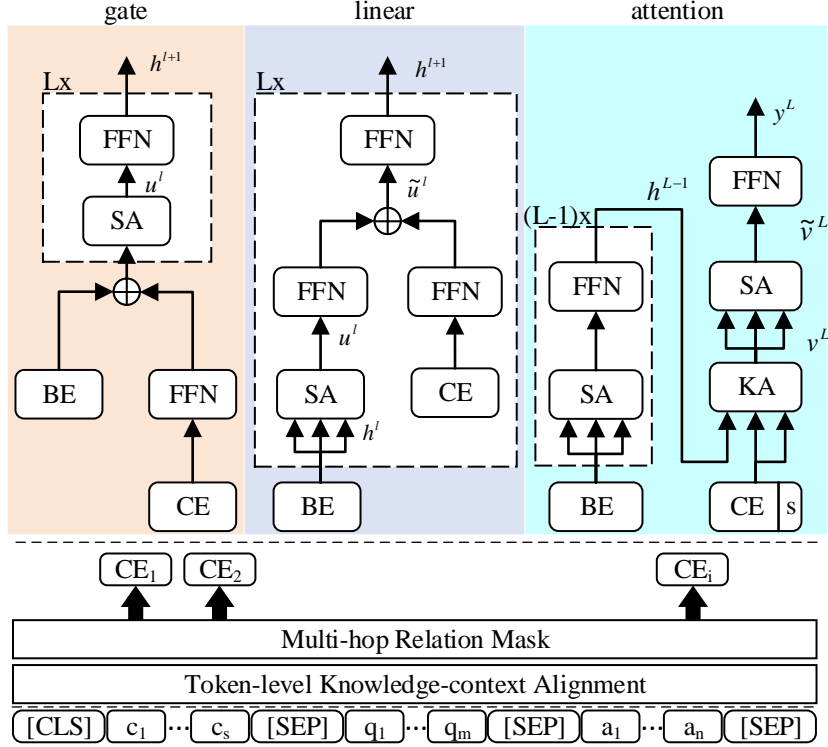 gate linear attention
Lx h^{l+1}
FFN
u^l
SA
BE FFN
CE
Lx h^{l+1}
FFN
ũ^l
FFN FFN
u^l
SA CE
h^l
BE
(L-1)x h^{L-1}
FFN
SA
BE
y^L
FFN
ṽ^L
SA
v^L
KA
CE s
CE_1 CE_2 CE_i
Multi-hop Relation Mask
Token-level Knowledge-context Alignment
[CLS] c_1 ... c_s [SEP] q_1 ... q_m [SEP] a_1 ... a_n [SEP]